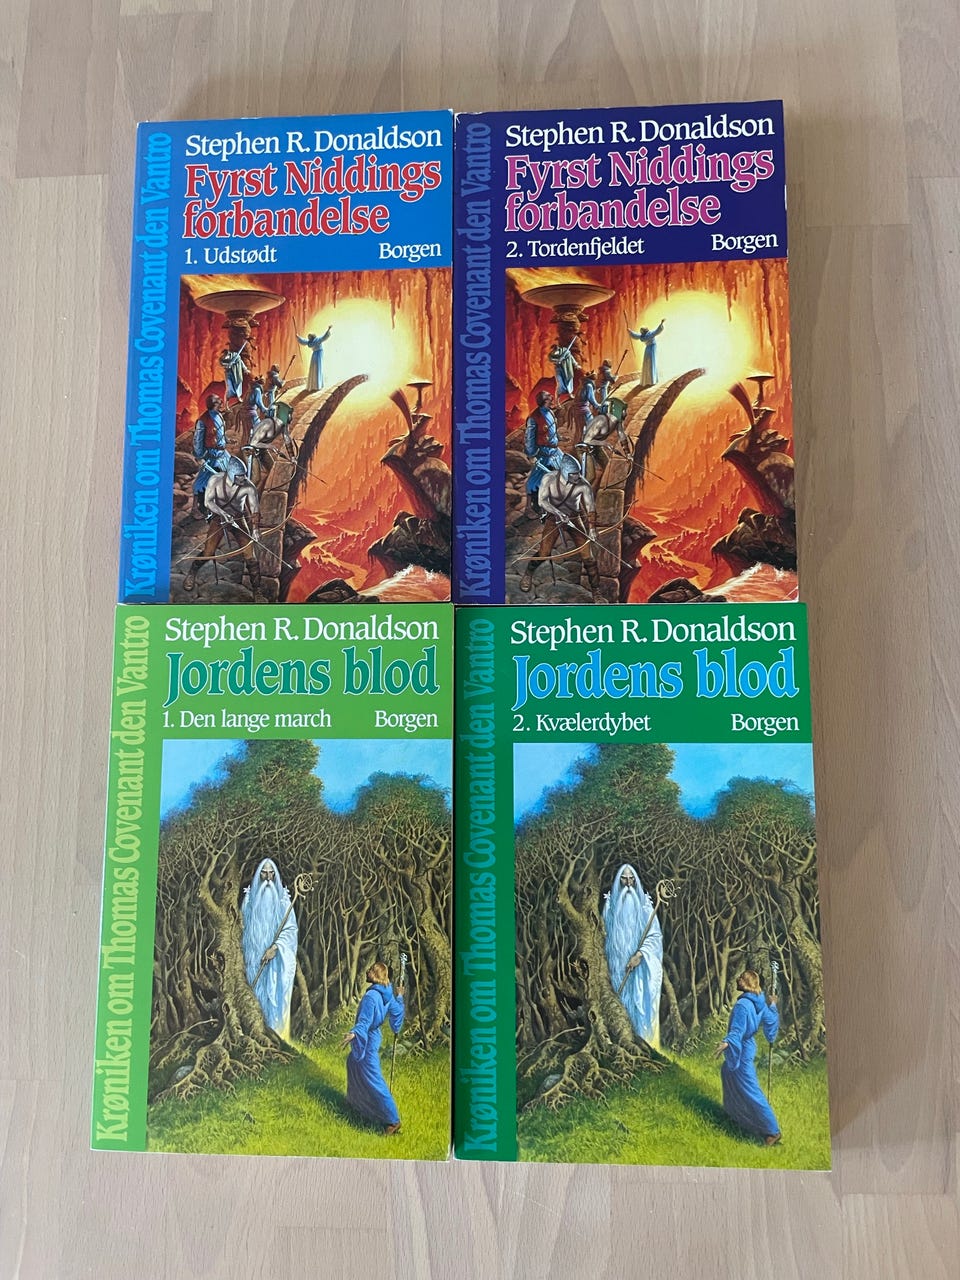 Krøniken om Thomas Covenant den Vantro
Stephen R. Donaldson
Fyrst Niddings
forbandelse
1. Udstødt Borgen
Krøniken om Thomas Covenant den Vantro
Stephen R. Donaldson
Fyrst Niddings
forbandelse
2. Tordenfjeldet Borgen
Krøniken om Thomas Covenant den Vantro
Stephen R. Donaldson
Jordens blod
1. Den lange march Borgen
Krøniken om Thomas Covenant den Vantro
Stephen R. Donaldson
Jordens blod
2. Kvælerdybet Borgen